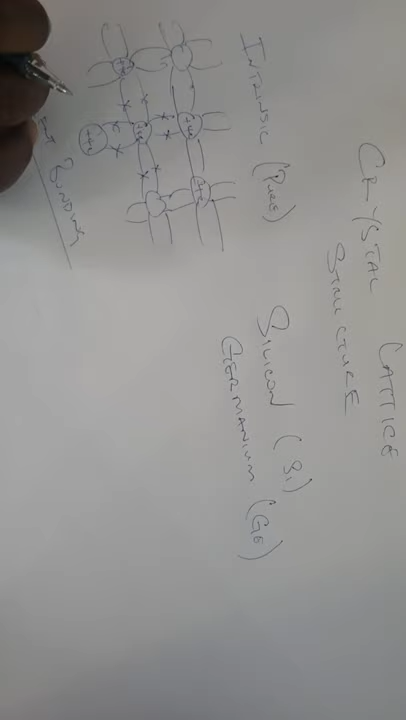 CRYSTAL LATTICE
STRUCTURE
SILICON (Si)
GERMANIUM (Ge)
INTRINSIC (PURE)
+4
+4
+4
+4
+4
BONDING